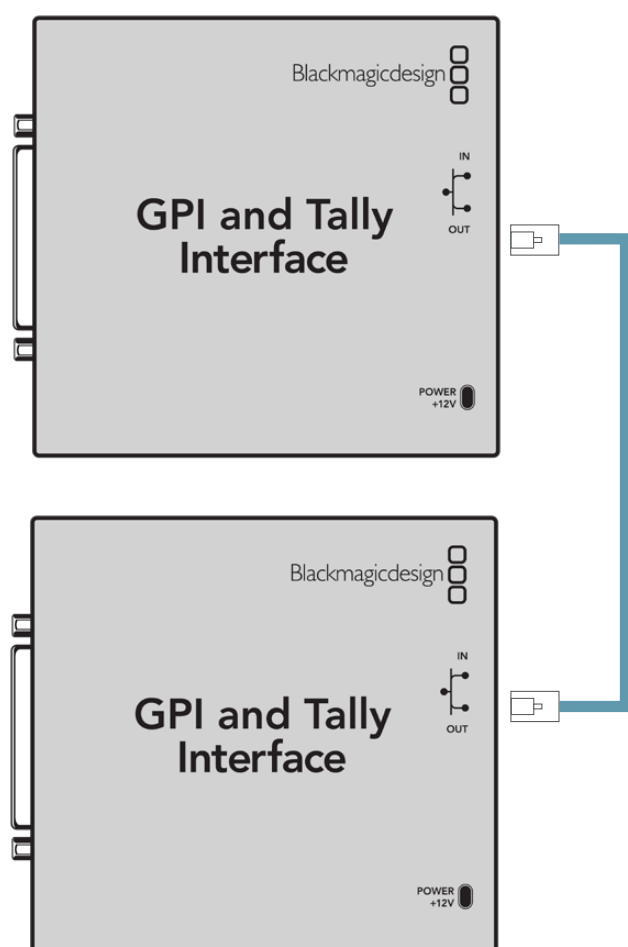 Blackmagicdesign
IN
OUT
GPI and Tally
Interface
POWER
+12V
Blackmagicdesign
IN
OUT
GPI and Tally
Interface
POWER
+12V